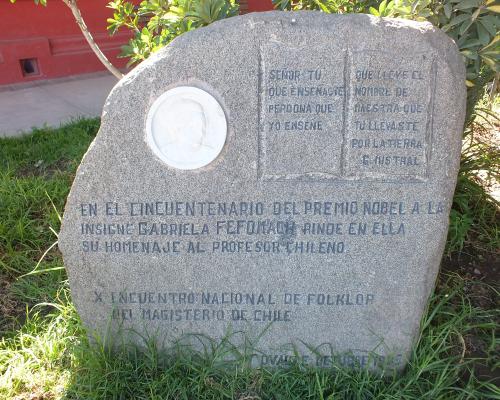 SEÑOR TU
QUE ENSEÑASTE
PERDONA QUE
YO ENSEÑE
QUE LLEVE EL
NOMBRE DE
MAESTRA QUE
TU LLEVASTE
POR LA TIERRA
G. MISTRAL
EN EL CINCUENTENARIO DEL PREMIO NOBEL A LA
INSIGNE GABRIELA FEFOMACH RINDE EN ELLA
SU HOMENAJE AL PROFESOR CHILENO
X ENCUENTRO NACIONAL DE FOLKLOR
DEL MAGISTERIO DE CHILE
OVALLE OCTUBRE